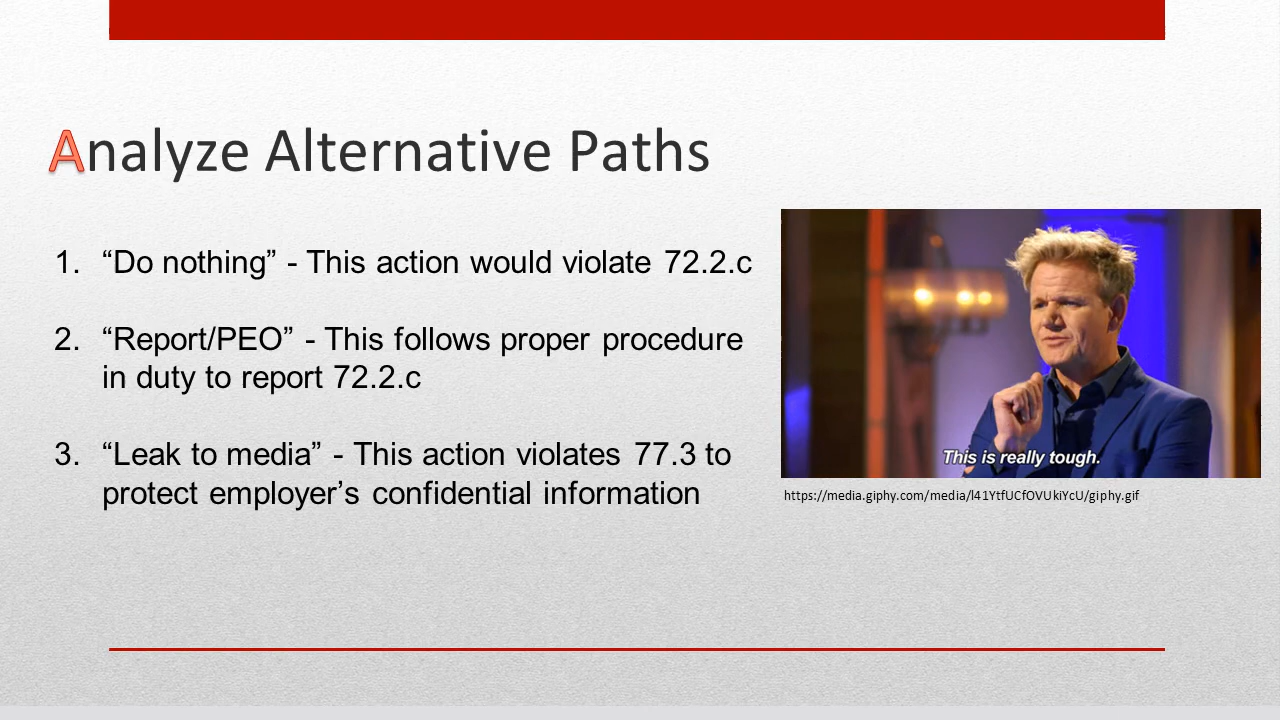 Analyze Alternative Paths
1. “Do nothing” - This action would violate 72.2.c
2. “Report/PEO” - This follows proper procedure
in duty to report 72.2.c
3. “Leak to media” - This action violates 77.3 to
protect employer’s confidential information
This is really tough.
https://media.giphy.com/media/l41YtfUCfOVUkiYcU/giphy.gif